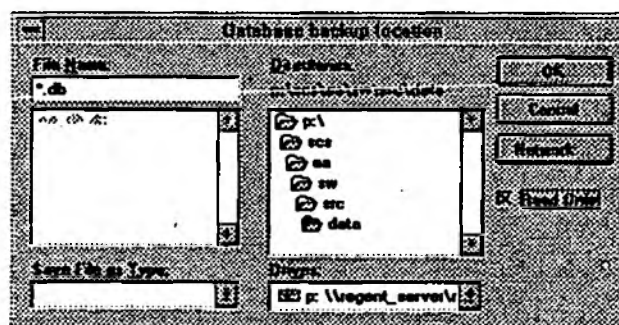 Database backup location
File Name:
*.db
Directories:
p:\
scs
aa
sw
src
data
OK
Cancel
Network...
Read Only
Save File as Type:
Drives:
p: \\regent_server\r